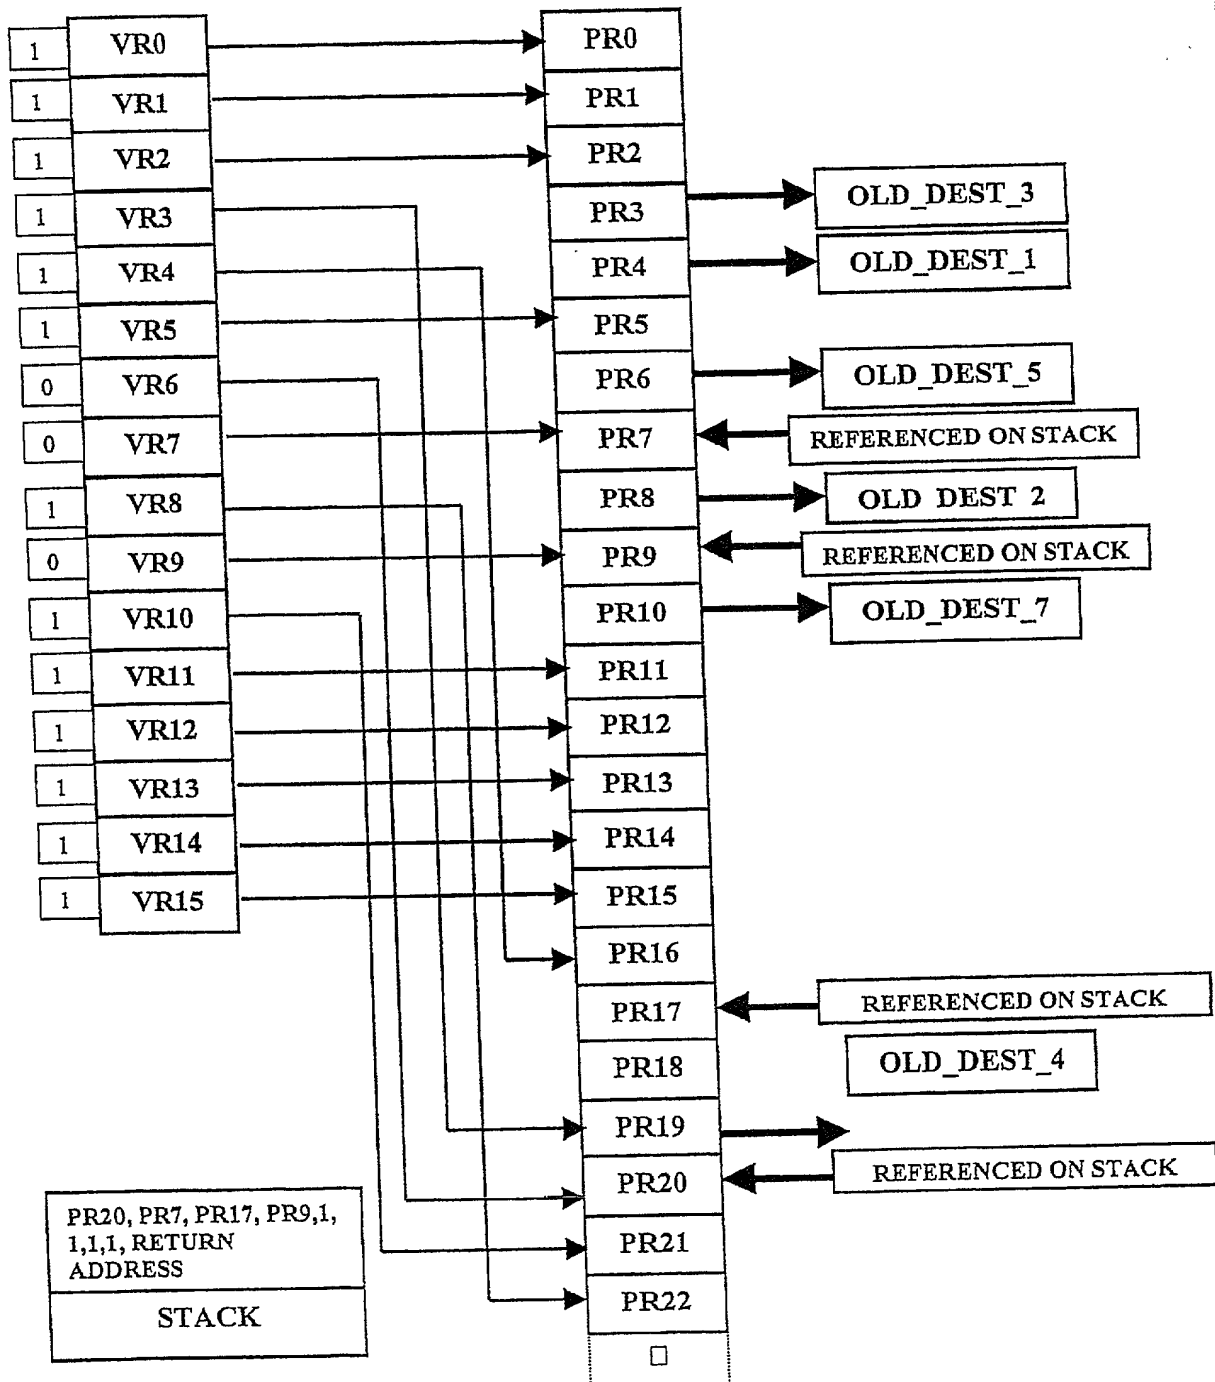 1 VR0 PR0
1 VR1 PR1
1 VR2 PR2
1 VR3 PR3 OLD_DEST_3
1 VR4 PR4 OLD_DEST_1
1 VR5 PR5
0 VR6 PR6 OLD_DEST_5
0 VR7 PR7 REFERENCED ON STACK
1 VR8 PR8 OLD DEST 2
0 VR9 PR9 REFERENCED ON STACK
1 VR10 PR10 OLD_DEST_7
1 VR11 PR11
1 VR12 PR12
1 VR13 PR13
1 VR14 PR14
1 VR15 PR15
PR16
PR17 REFERENCED ON STACK
PR18 OLD_DEST_4
PR19
PR20 REFERENCED ON STACK
PR21
PR22
PR20, PR7, PR17, PR9,1,
1,1,1, RETURN
ADDRESS
STACK